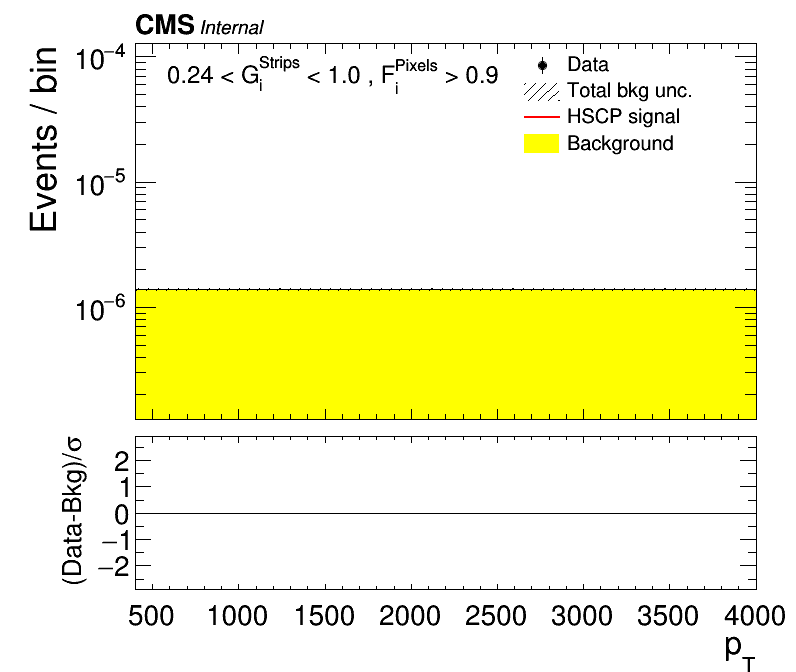 CMS Internal
0.24 < G_i^Strips < 1.0 , F_i^Pixels > 0.9
Data
Total bkg unc.
HSCP signal
Background
Events / bin
10^−4
10^−5
10^−6
(Data-Bkg)/σ
2
1
0
−1
−2
500 1000 1500 2000 2500 3000 3500 4000
p_T